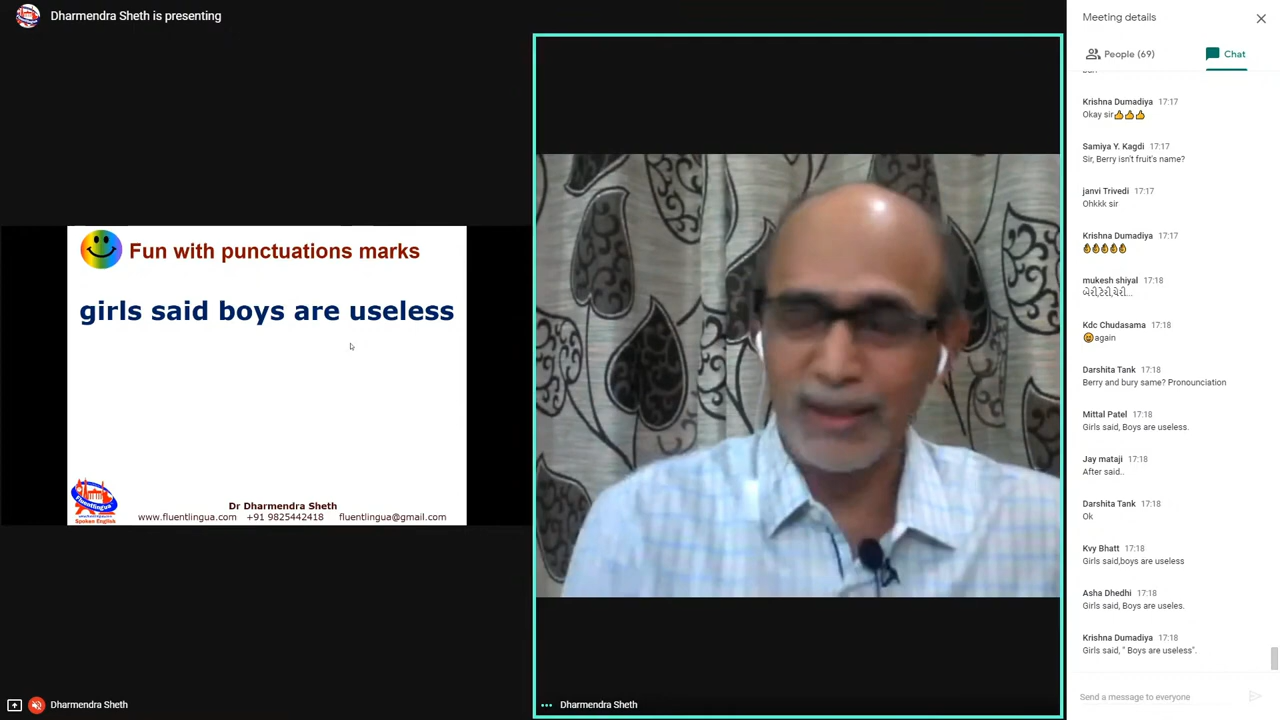 Dharmendra Sheth is presenting
Fun with punctuations marks
girls said boys are useless
Fluentlingua
Spoken English
Dr Dharmendra Sheth
www.fluentlingua.com +91 9825442418 fluentlingua@gmail.com
Dharmendra Sheth
Dharmendra Sheth
Meeting details
People (69)
Chat
Krishna Dumadiya 17:17
Okay sir👍👍👍
Samiya Y. Kagdi 17:17
Sir, Berry isn't fruit's name?
janvi Trivedi 17:17
Ohkkk sir
Krishna Dumadiya 17:17
mukesh shiyal 17:18
બેરી,ટેરી,ચેરી...
Kdc Chudasama 17:18
again
Darshita Tank 17:18
Berry and bury same? Pronounciation
Mittal Patel 17:18
Girls said, Boys are useless.
Jay mataji 17:18
After said..
Darshita Tank 17:18
Ok
Kvy Bhatt 17:18
Girls said,boys are useless
Asha Dhedhi 17:18
Girls said, Boys are useles.
Krishna Dumadiya 17:18
Girls said, " Boys are useless".
Send a message to everyone